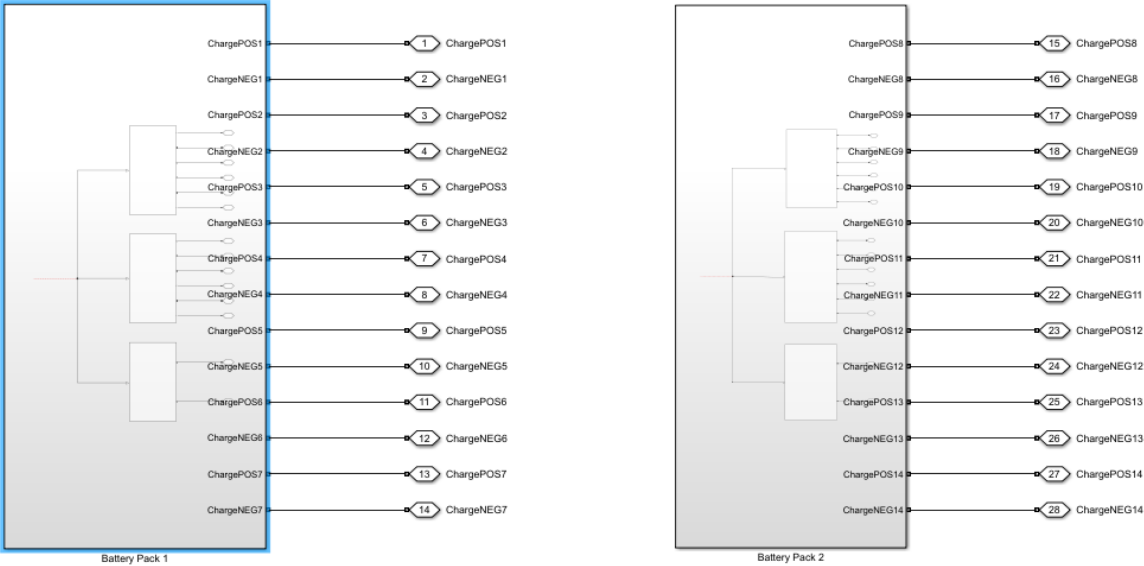 ChargePOS1 1 ChargePOS1
ChargeNEG1 2 ChargeNEG1
ChargePOS2 3 ChargePOS2
ChargeNEG2 4 ChargeNEG2
ChargePOS3 5 ChargePOS3
ChargeNEG3 6 ChargeNEG3
ChargePOS4 7 ChargePOS4
ChargeNEG4 8 ChargeNEG4
ChargePOS5 9 ChargePOS5
ChargeNEG5 10 ChargeNEG5
ChargePOS6 11 ChargePOS6
ChargeNEG6 12 ChargeNEG6
ChargePOS7 13 ChargePOS7
ChargeNEG7 14 ChargeNEG7
Battery Pack 1
ChargePOS8 15 ChargePOS8
ChargeNEG8 16 ChargeNEG8
ChargePOS9 17 ChargePOS9
ChargeNEG9 18 ChargeNEG9
ChargePOS10 19 ChargePOS10
ChargeNEG10 20 ChargeNEG10
ChargePOS11 21 ChargePOS11
ChargeNEG11 22 ChargeNEG11
ChargePOS12 23 ChargePOS12
ChargeNEG12 24 ChargeNEG12
ChargePOS13 25 ChargePOS13
ChargeNEG13 26 ChargeNEG13
ChargePOS14 27 ChargePOS14
ChargeNEG14 28 ChargeNEG14
Battery Pack 2